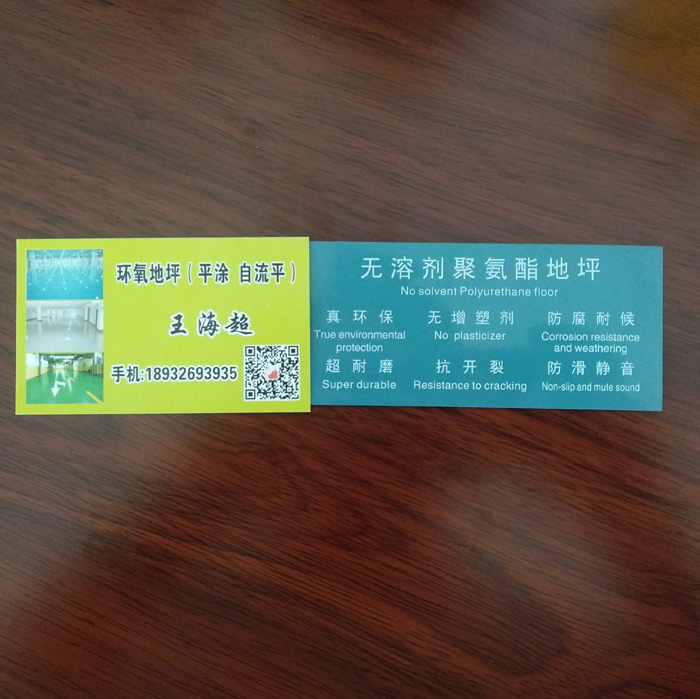 环氧地坪（平涂 自流平）
王海超
手机:18932693935
无溶剂聚氨酯地坪
No solvent Polyurethane floor
真环保 无增塑剂 防腐耐候
True environmental protection No plasticizer Corrosion resistance and weathering
超耐磨 抗开裂 防滑静音
Super durable Resistance to cracking Non-slip and mute sound